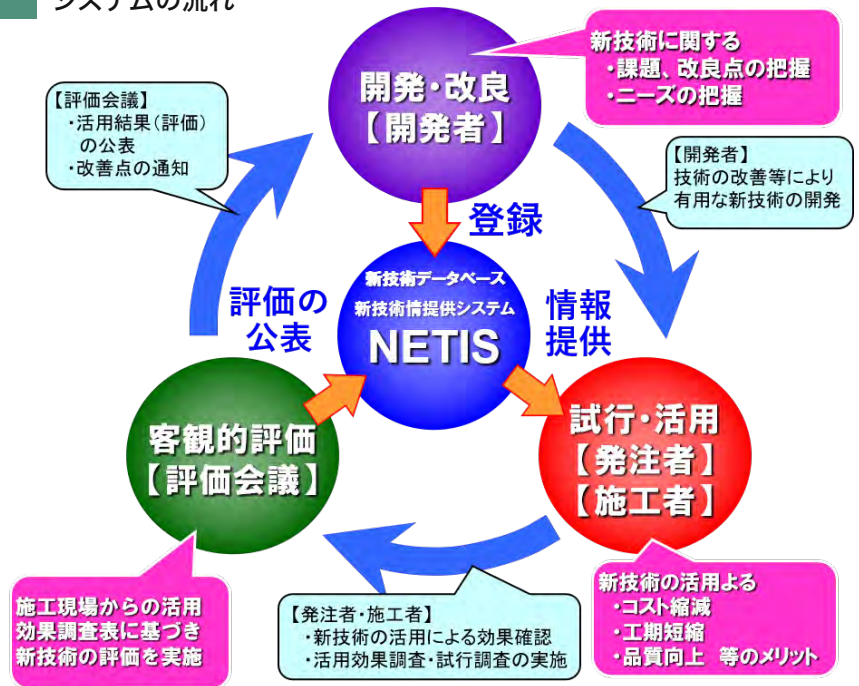 システムの流れ
新技術に関する
・課題、改良点の把握
・ニーズの把握
開発・改良
【開発者】
【評価会議】
・活用結果(評価)
の公表
・改善点の通知
【開発者】
技術の改善等により
有用な新技術の開発
登録
新技術データベース
新技術情提供システム
NETIS
評価の
公表
情報
提供
客観的評価
【評価会議】
試行・活用
【発注者】
【施工者】
施工現場からの活用
効果調査表に基づき
新技術の評価を実施
【発注者・施工者】
・新技術の活用による効果確認
・活用効果調査・試行調査の実施
新技術の活用よる
・コスト縮減
・工期短縮
・品質向上 等のメリット